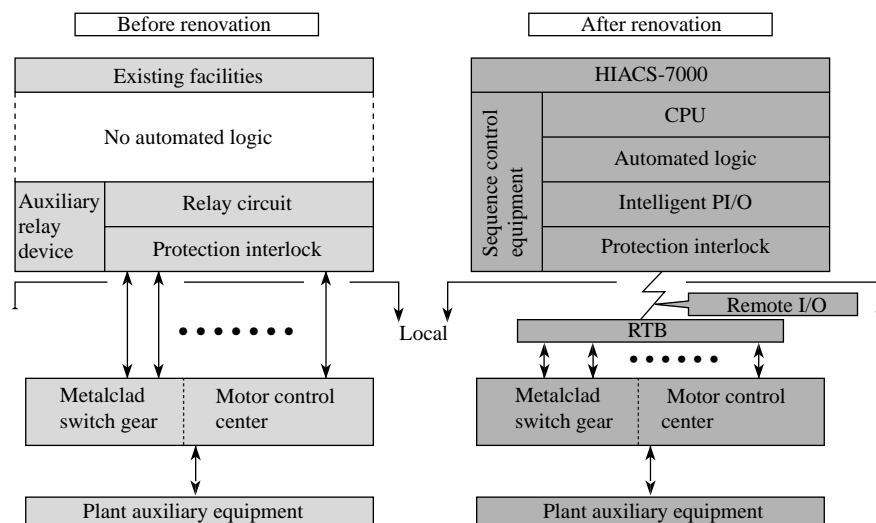 Before renovation
Existing facilities
No automated logic
Auxiliary
relay
device
Relay circuit
Protection interlock
Metalclad
switch gear
Motor control
center
Plant auxiliary equipment
Local
After renovation
HIACS-7000
Sequence control
equipment
CPU
Automated logic
Intelligent PI/O
Protection interlock
Remote I/O
RTB
Metalclad
switch gear
Motor control
center
Plant auxiliary equipment